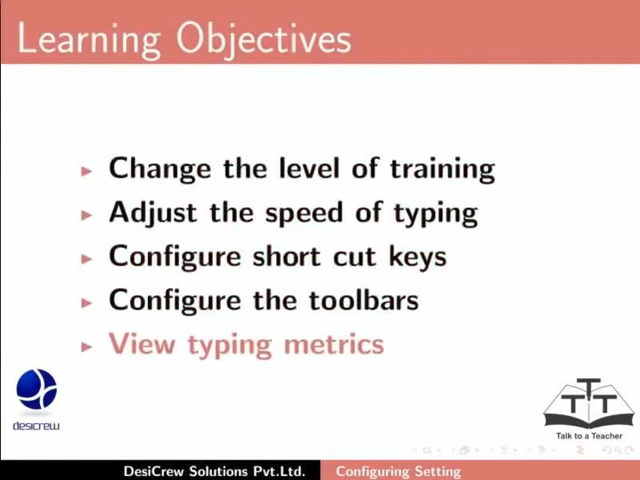 Learning Objectives
Change the level of training
Adjust the speed of typing
Configure short cut keys
Configure the toolbars
View typing metrics
desicrew
TTT
Talk to a Teacher
DesiCrew Solutions Pvt.Ltd.
Configuring Setting